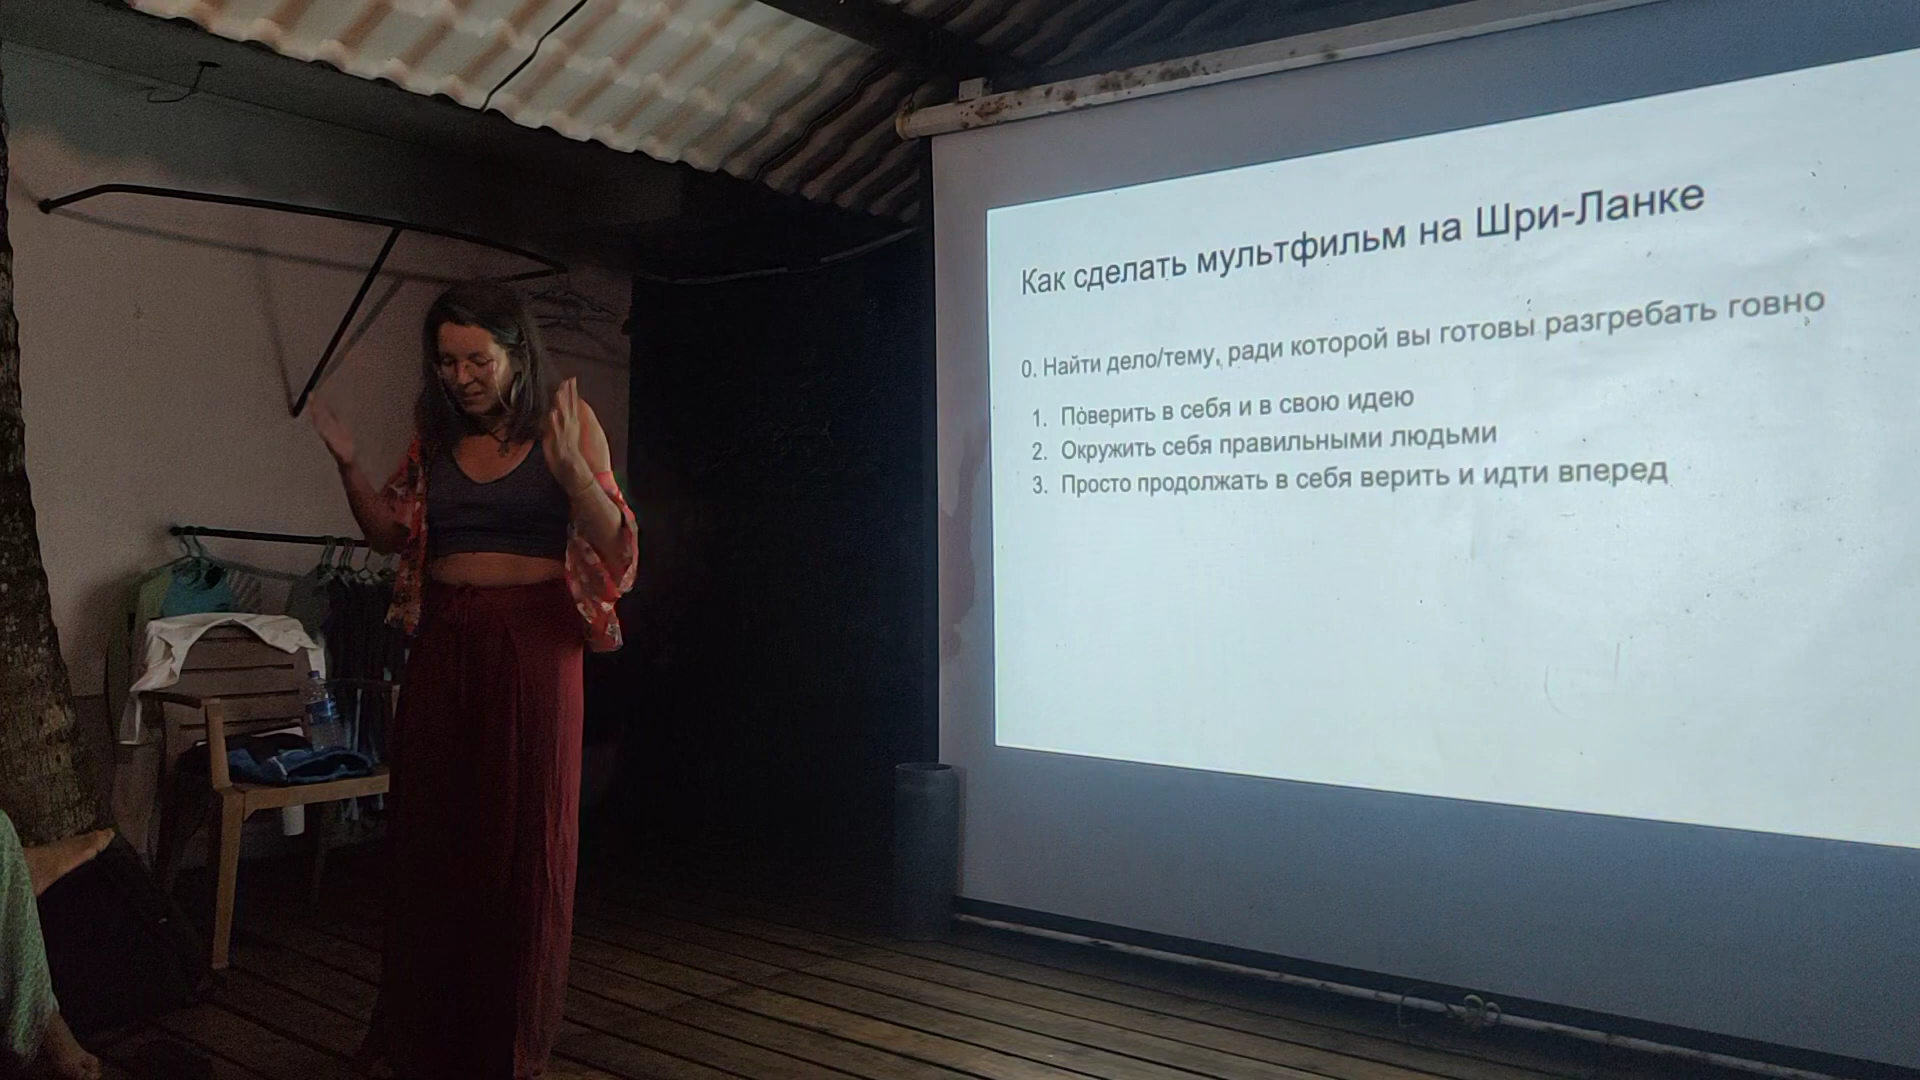 Как сделать мультфильм на Шри-Ланке
0. Найти дело/тему, ради которой вы готовы разгребать говно
1. Поверить в себя и в свою идею
2. Окружить себя правильными людьми
3. Просто продолжать в себя верить и идти вперед